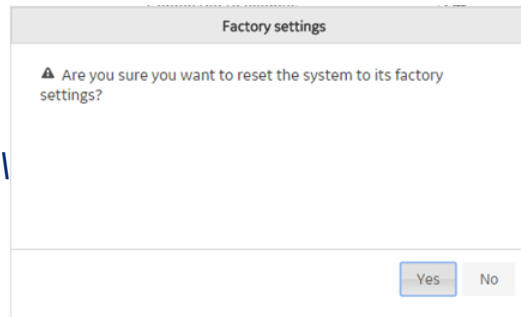 Factory settings
Are you sure you want to reset the system to its factory
settings?
Yes
No